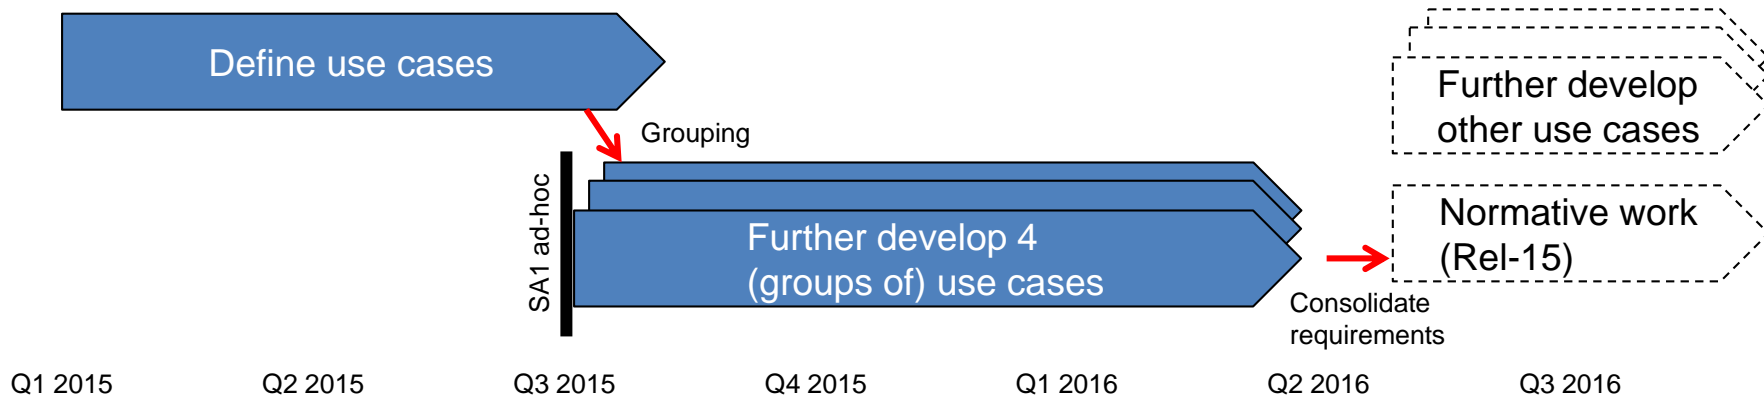 Define use cases
Further develop
other use cases
Grouping
SA1 ad-hoc
Further develop 4
(groups of) use cases
Normative work
(Rel-15)
Consolidate
requirements
Q1 2015
Q2 2015
Q3 2015
Q4 2015
Q1 2016
Q2 2016
Q3 2016